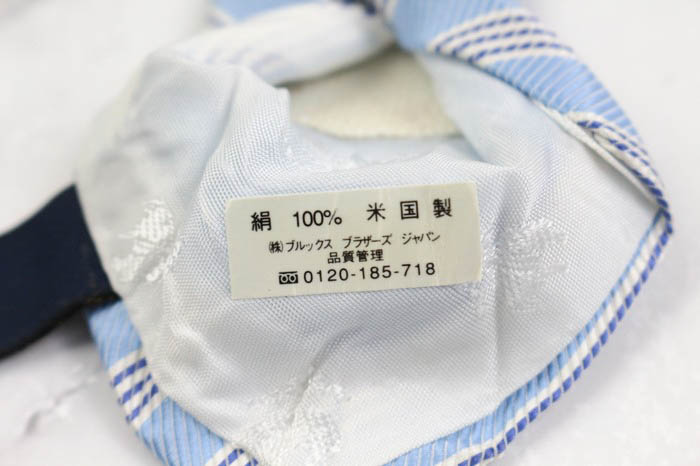 絹 100% 米国製
㈱ブルックス ブラザーズ ジャパン
品質管理
0120-185-718